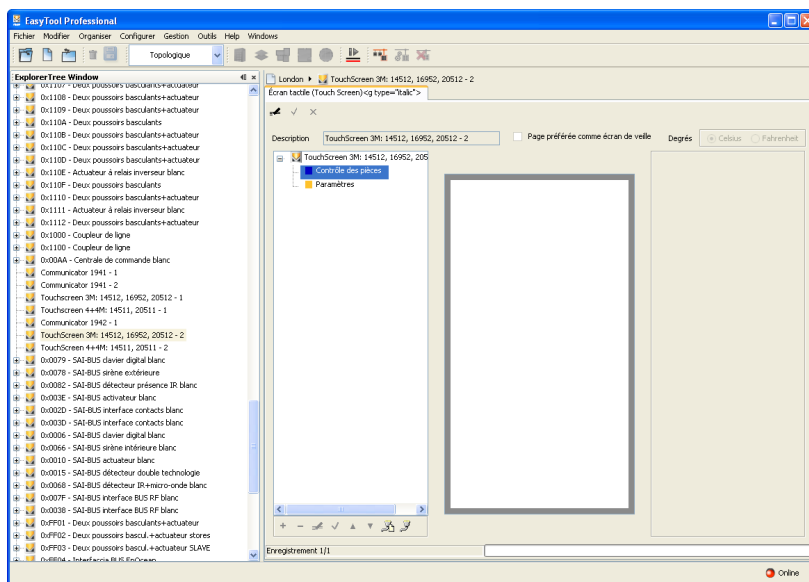 EasyTool Professional
Fichier Modifier Organiser Configurer Gestion Outils Help Windows
Topologique
ExplorerTree Window
London TouchScreen 3M: 14512, 16952, 20512 - 2
Écran tactile (Touch Screen)<g type="italic">
Description TouchScreen 3M: 14512, 16952, 20512 - 2 Page préférée comme écran de veille Degrés Celsius Fahrenheit
TouchScreen 3M: 14512, 16952, 205
Contrôle des pièces
Paramètres
0x1107 - Deux poussoirs basculants+actuateur
0x1108 - Deux poussoirs basculants+actuateur
0x1109 - Deux poussoirs basculants+actuateur
0x110A - Deux poussoirs basculants
0x110B - Deux poussoirs basculants+actuateur
0x110C - Deux poussoirs basculants+actuateur
0x110D - Deux poussoirs basculants+actuateur
0x110E - Actuateur à relais inverseur blanc
0x110F - Deux poussoirs basculants
0x1110 - Deux poussoirs basculants+actuateur
0x1111 - Actuateur à relais inverseur blanc
0x1112 - Deux poussoirs basculants+actuateur
0x1000 - Coupleur de ligne
0x1100 - Coupleur de ligne
0x00AA - Centrale de commande blanc
Communicator 1941 - 1
Communicator 1941 - 2
Touchscreen 3M: 14512, 16952, 20512 - 1
Touchscreen 4+4M: 14511, 20511 - 1
Communicator 1942 - 1
TouchScreen 3M: 14512, 16952, 20512 - 2
TouchScreen 4+4M: 14511, 20511 - 2
0x0079 - SAI-BUS clavier digital blanc
0x0078 - SAI-BUS sirène extérieure
0x0082 - SAI-BUS détecteur présence IR blanc
0x003E - SAI-BUS activateur blanc
0x002D - SAI-BUS interface contacts blanc
0x003D - SAI-BUS interface contacts blanc
0x0006 - SAI-BUS clavier digital blanc
0x0066 - SAI-BUS sirène intérieure blanc
0x0010 - SAI-BUS actuateur blanc
0x0015 - SAI-BUS détecteur double technologie
0x0068 - SAI-BUS détecteur IR+micro-onde blanc
0x007F - SAI-BUS interface BUS RF blanc
0x0038 - SAI-BUS interface BUS RF blanc
0xFF01 - Deux poussoirs basculants+actuateur
0xFF02 - Deux poussoirs bascul.+actuateur stores
0xFF03 - Deux poussoirs bascul.+actuateur SLAVE
0xFF04 - Interfaccia BUS EnOcean
Enregistrement 1/1
Online